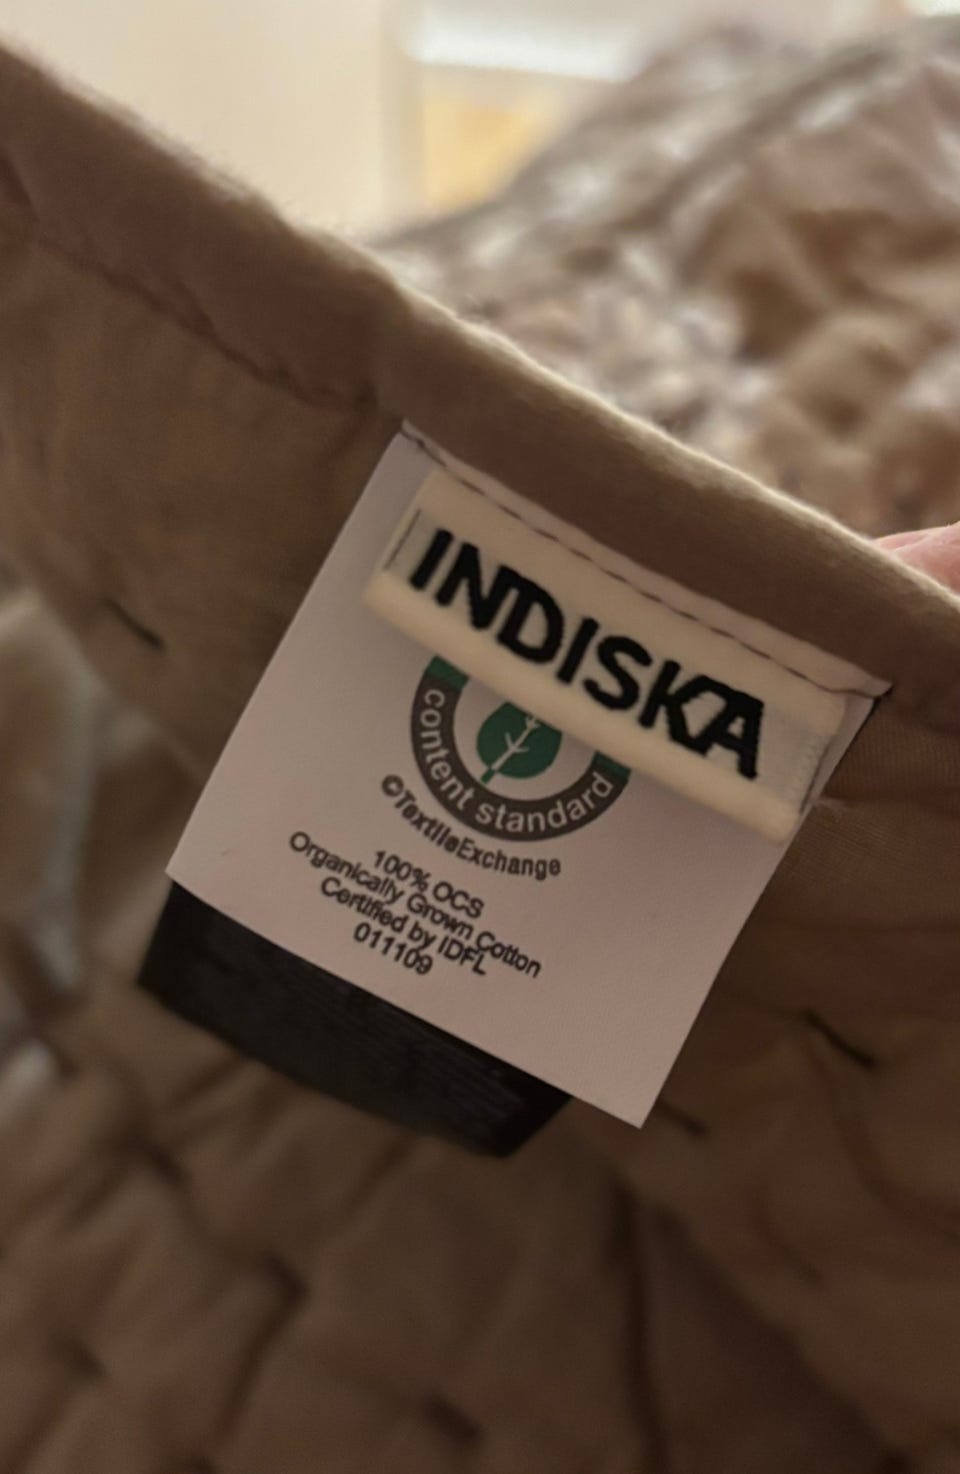 INDISKA
content standard
©TextileExchange
100% OCS
Organically Grown Cotton
Certified by IDFL
011109